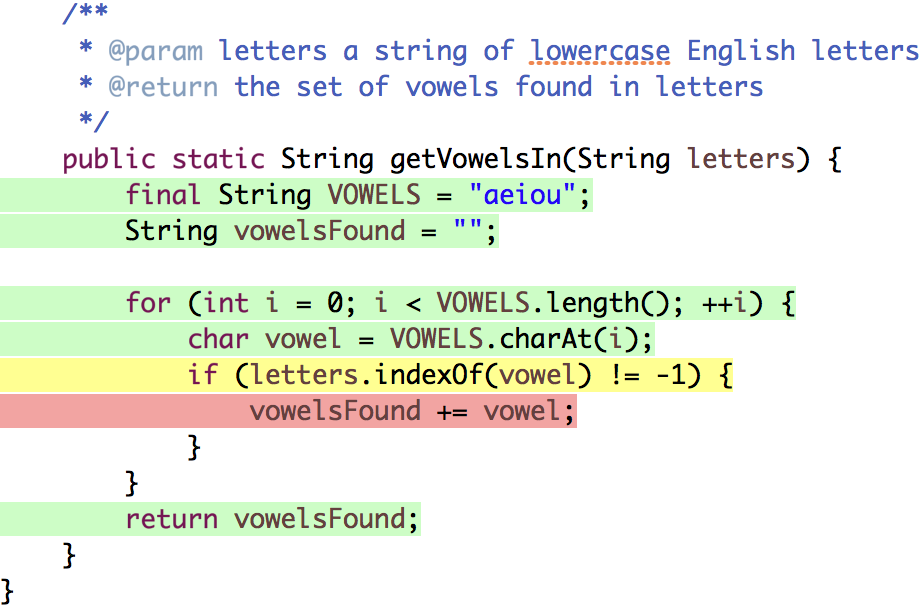 /**
* @param letters a string of lowercase English letters
* @return the set of vowels found in letters
*/
public static String getVowelsIn(String letters) {
final String VOWELS = "aeiou";
String vowelsFound = "";
for (int i = 0; i < VOWELS.length(); ++i) {
char vowel = VOWELS.charAt(i);
if (letters.indexOf(vowel) != -1) {
vowelsFound += vowel;
}
}
return vowelsFound;
}
}